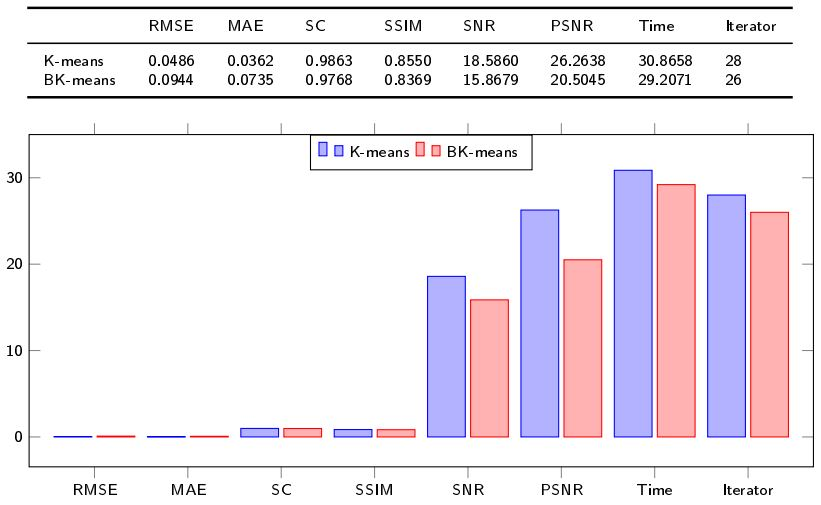 RMSE MAE SC SSIM SNR PSNR Time Iterator
K-means 0.0486 0.0362 0.9863 0.8550 18.5860 26.2638 30.8658 28
BK-means 0.0944 0.0735 0.9768 0.8369 15.8679 20.5045 29.2071 26
K-means BK-means
30
20
10
0
RMSE MAE SC SSIM SNR PSNR Time Iterator